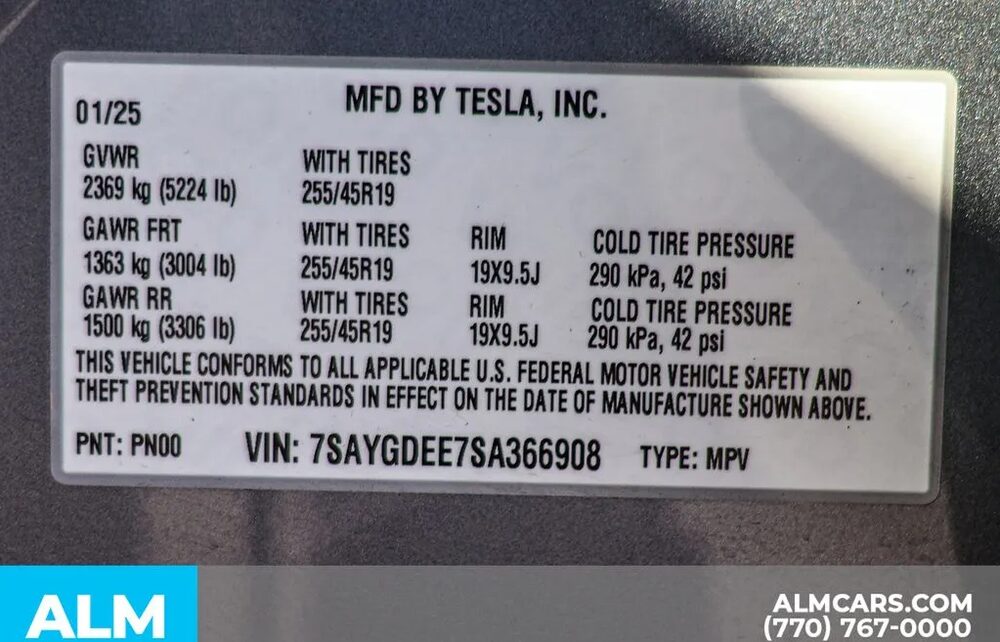 MFD BY TESLA, INC.
01/25
GVWR WITH TIRES
2369 kg (5224 lb) 255/45R19
GAWR FRT WITH TIRES RIM COLD TIRE PRESSURE
1363 kg (3004 lb) 255/45R19 19X9.5J 290 kPa, 42 psi
GAWR RR WITH TIRES RIM COLD TIRE PRESSURE
1500 kg (3306 lb) 255/45R19 19X9.5J 290 kPa, 42 psi
THIS VEHICLE CONFORMS TO ALL APPLICABLE U.S. FEDERAL MOTOR VEHICLE SAFETY AND
THEFT PREVENTION STANDARDS IN EFFECT ON THE DATE OF MANUFACTURE SHOWN ABOVE.
PNT: PN00 VIN: 7SAYGDEE7SA366908 TYPE: MPV
ALM
ALMCARS.COM
(770) 767-0000